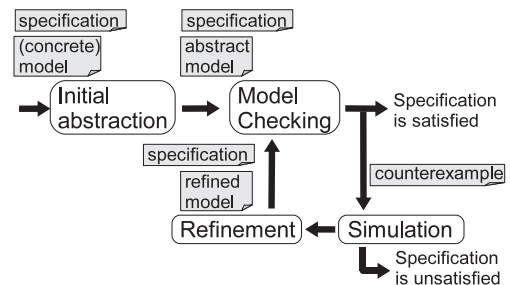 specification
(concrete)
model
specification
abstract
model
Initial
abstraction
Model
Checking
Specification
is satisfied
specification
refined
model
counterexample
Refinement
Simulation
Specification
is unsatisfied